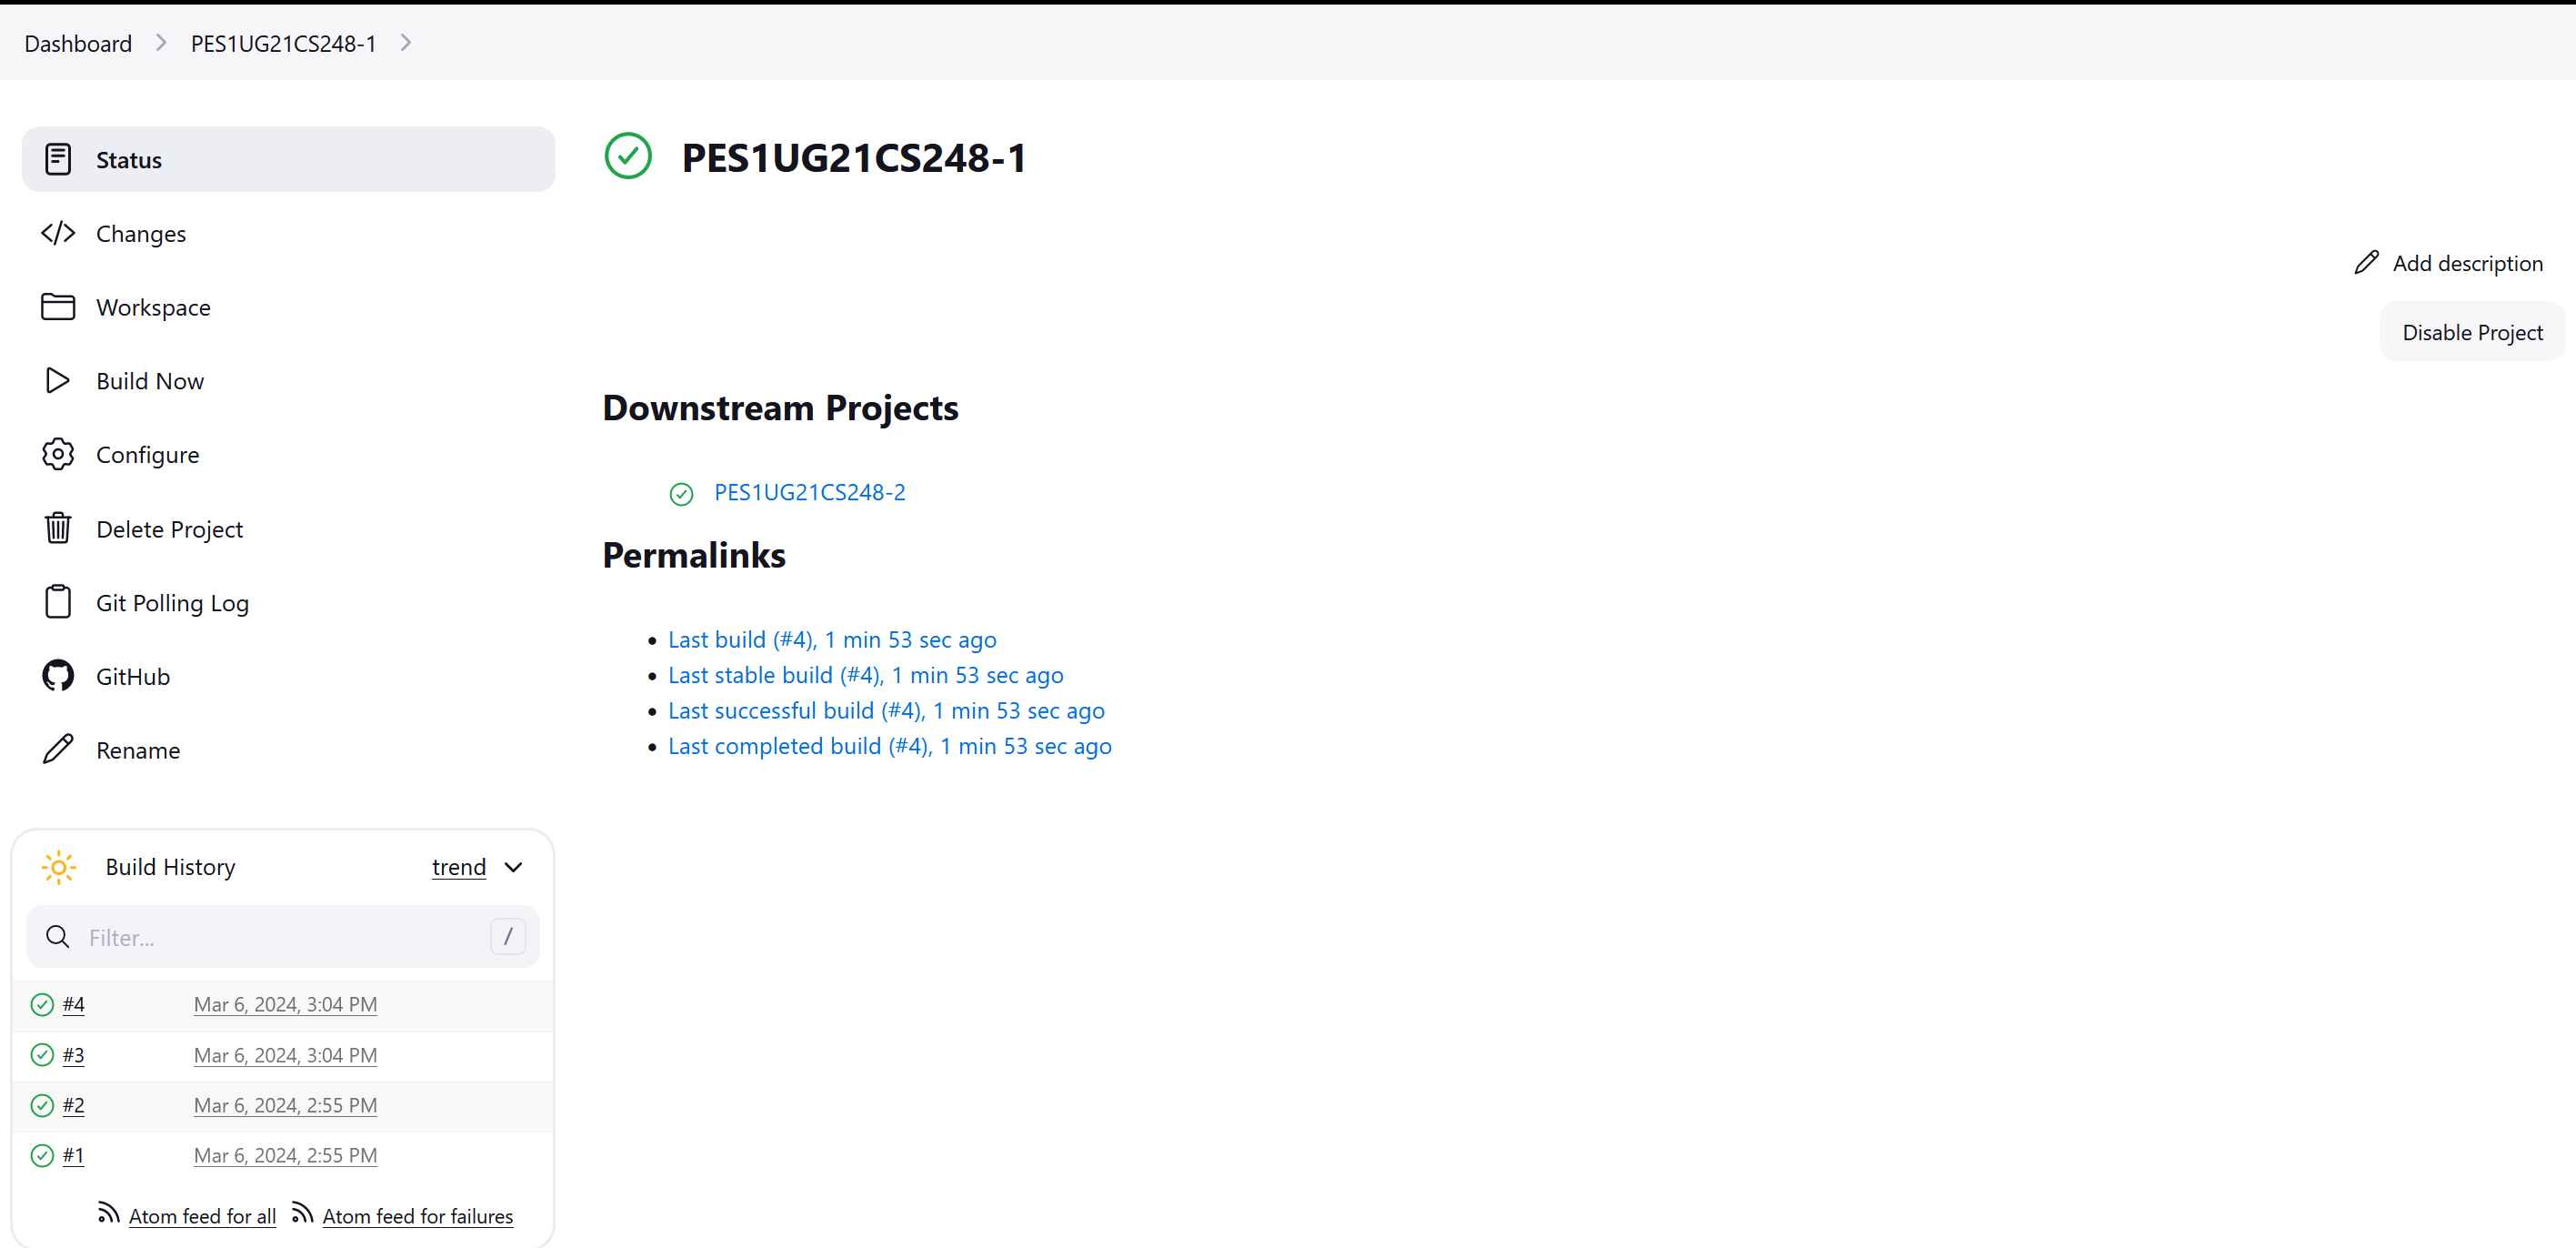 Dashboard > PES1UG21CS248-1 >
Status
Changes
Workspace
Build Now
Configure
Delete Project
Git Polling Log
GitHub
Rename
Build History trend
Filter... /
#4 Mar 6, 2024, 3:04 PM
#3 Mar 6, 2024, 3:04 PM
#2 Mar 6, 2024, 2:55 PM
#1 Mar 6, 2024, 2:55 PM
Atom feed for all Atom feed for failures
PES1UG21CS248-1
Add description
Disable Project
Downstream Projects
PES1UG21CS248-2
Permalinks
• Last build (#4), 1 min 53 sec ago
• Last stable build (#4), 1 min 53 sec ago
• Last successful build (#4), 1 min 53 sec ago
• Last completed build (#4), 1 min 53 sec ago